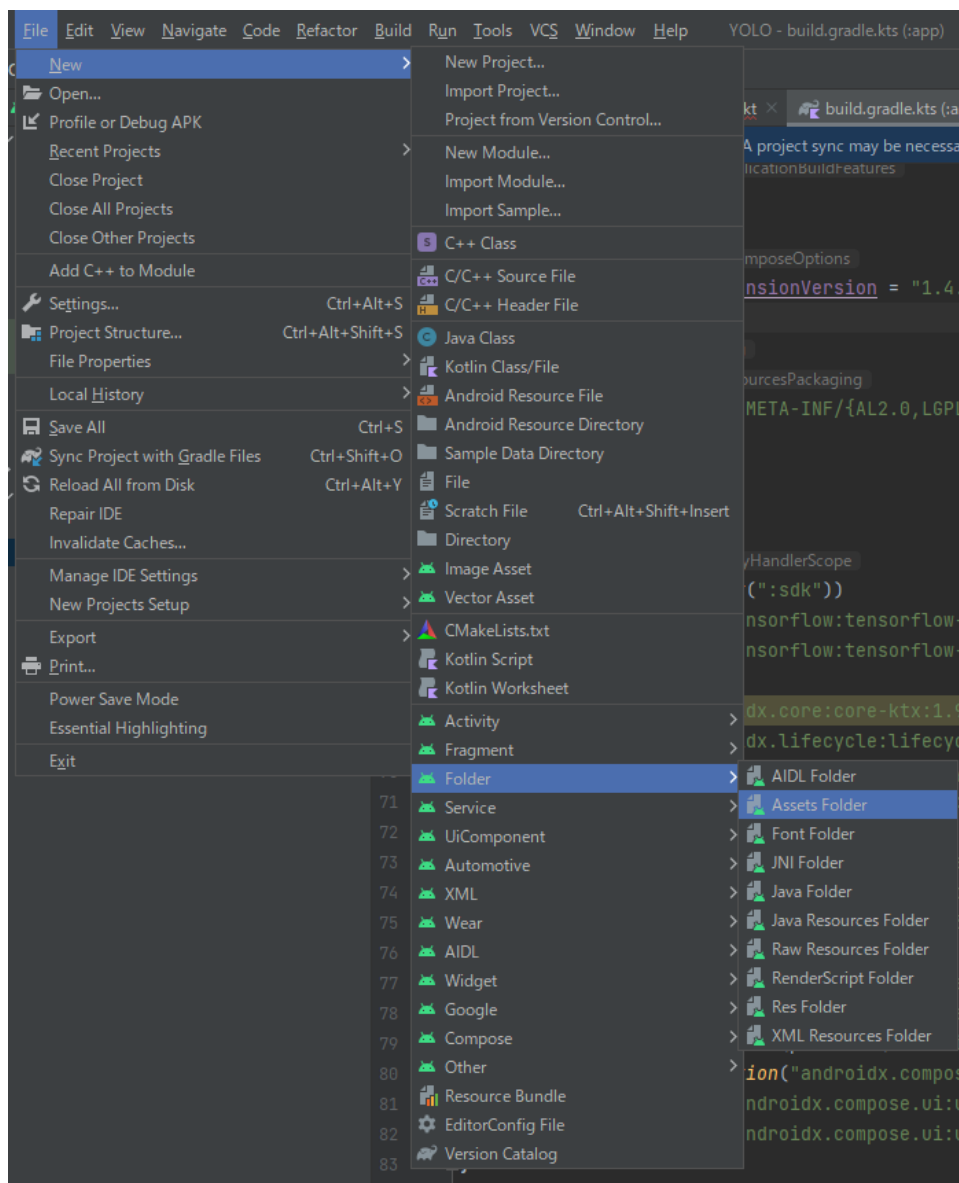 File Edit View Navigate Code Refactor Build Run Tools VCS Window Help YOLO - build.gradle.kts (:app)
New
Open...
Profile or Debug APK
Recent Projects
Close Project
Close All Projects
Close Other Projects
Add C++ to Module
Settings... Ctrl+Alt+S
Project Structure... Ctrl+Alt+Shift+S
File Properties
Local History
Save All Ctrl+S
Sync Project with Gradle Files Ctrl+Shift+O
Reload All from Disk Ctrl+Alt+Y
Repair IDE
Invalidate Caches...
Manage IDE Settings
New Projects Setup
Export
Print...
Power Save Mode
Essential Highlighting
Exit
New Project...
Import Project...
Project from Version Control...
New Module...
Import Module...
Import Sample...
C++ Class
C/C++ Source File
C/C++ Header File
Java Class
Kotlin Class/File
Android Resource File
Android Resource Directory
Sample Data Directory
File
Scratch File Ctrl+Alt+Shift+Insert
Directory
Image Asset
Vector Asset
CMakeLists.txt
Kotlin Script
Kotlin Worksheet
Activity
Fragment
Folder
Service
UiComponent
Automotive
XML
Wear
AIDL
Widget
Google
Compose
Other
Resource Bundle
EditorConfig File
Version Catalog
AIDL Folder
Assets Folder
Font Folder
JNI Folder
Java Folder
Java Resources Folder
Raw Resources Folder
RenderScript Folder
Res Folder
XML Resources Folder
kt build.gradle.kts (:a
A project sync may be necessa
licationBuildFeatures
mposeOptions
nsionVersion = "1.4.
ourcesPackaging
META-INF/{AL2.0,LGPL
yHandlerScope
(":sdk"))
nsorflow:tensorflow-
nsorflow:tensorflow-
dx.core:core-ktx:1.9
dx.lifecycle:lifecyc
71
72
73
74
75
76
77
78
79
80
81
82
83
ion("androidx.compos
ndroidx.compose.ui:u
ndroidx.compose.ui:u